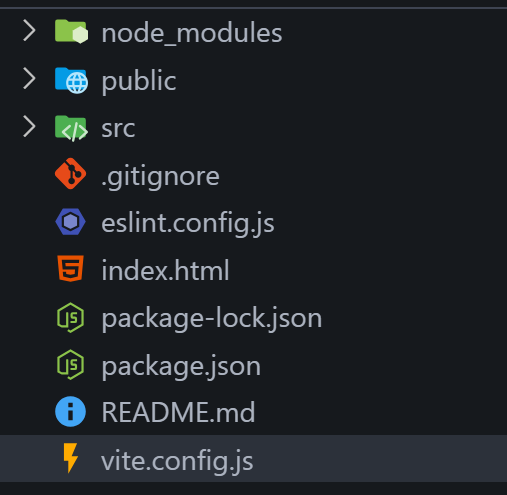 node_modules
public
src
.gitignore
eslint.config.js
index.html
package-lock.json
package.json
README.md
vite.config.js